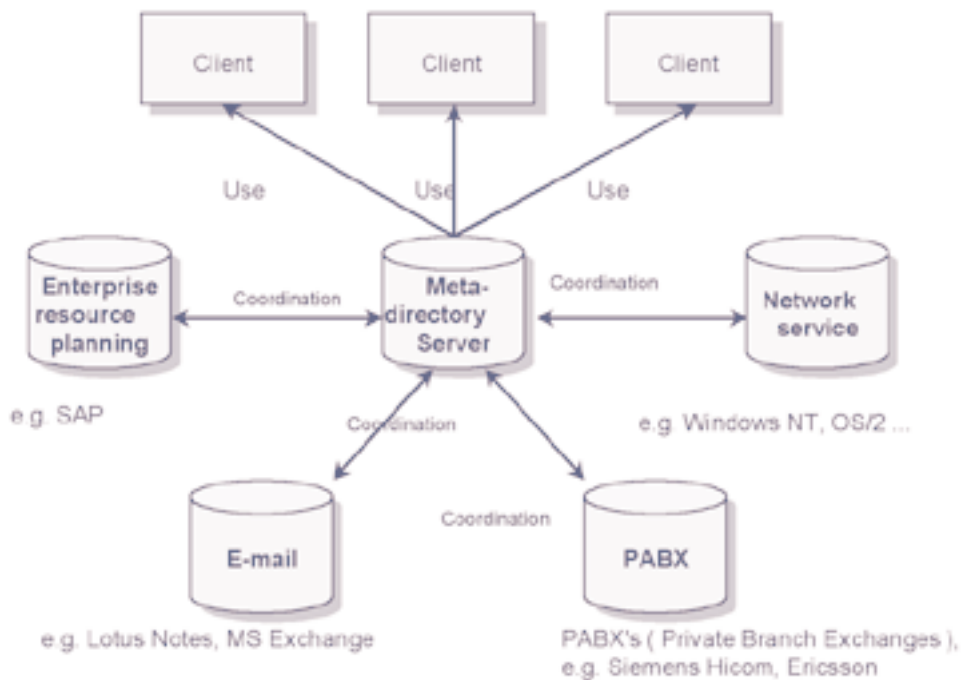 Client
Client
Client
Use
Use
Use
Enterprise
resource
planning
Coordination
Meta-
directory
Server
Coordination
Network
service
e.g. SAP
Coordination
e.g. Windows NT, OS/2 ...
E-mail
Coordination
PABX
e.g. Lotus Notes, MS Exchange
PABX's ( Private Branch Exchanges ),
e.g. Siemens Hicom, Ericsson